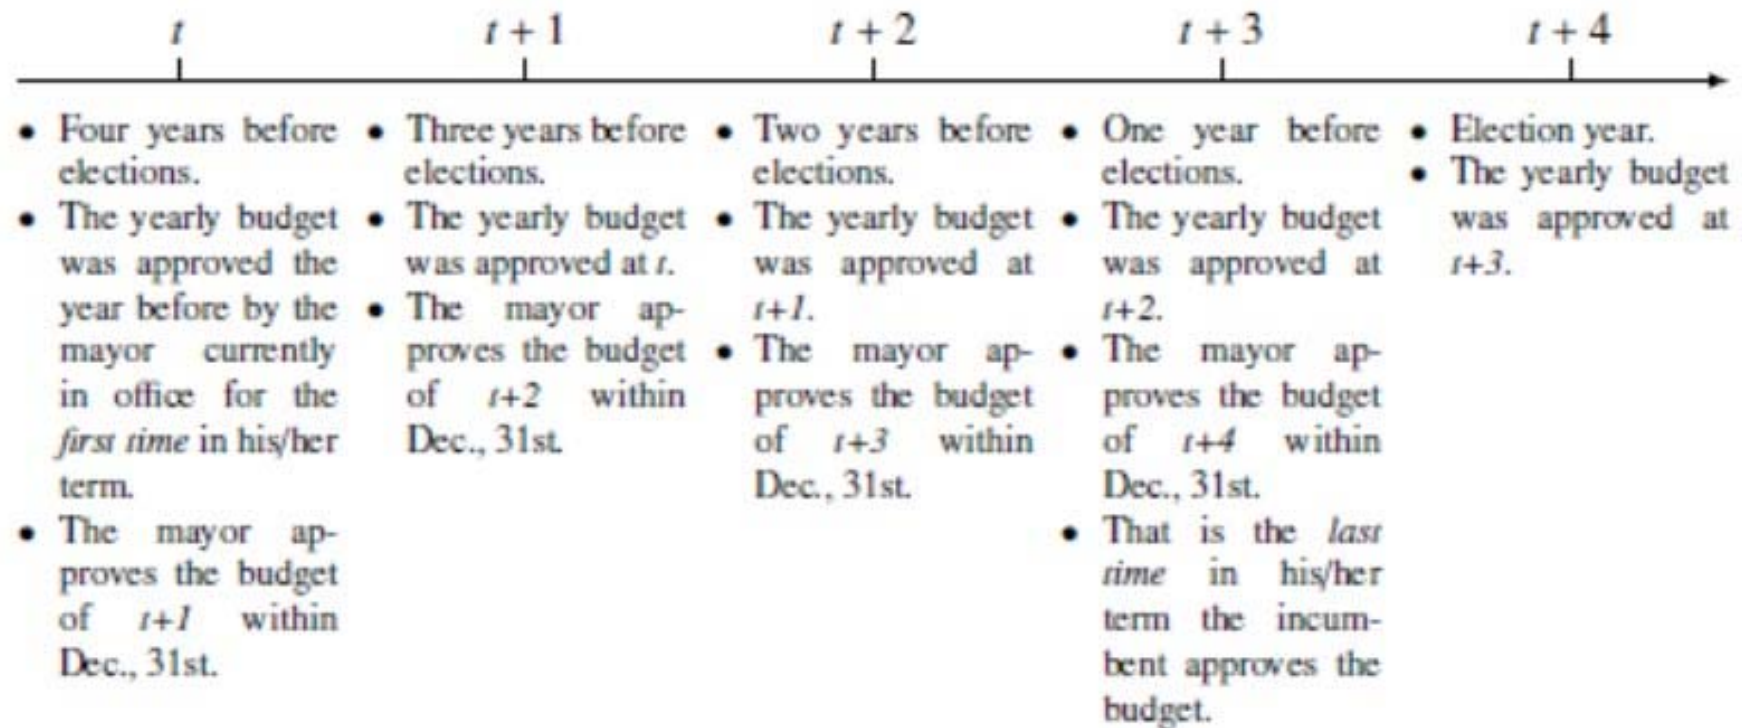 t
t + 1
t + 2
t + 3
t + 4
• Four years before
elections.
• The yearly budget
was approved the
year before by the
mayor currently
in office for the
first time in his/her
term.
• The mayor ap-
proves the budget
of t+1 within
Dec., 31st.
• Three years before
elections.
• The yearly budget
was approved at t.
• The mayor ap-
proves the budget
of t+2 within
Dec., 31st.
• Two years before
elections.
• The yearly budget
was approved at
t+1.
• The mayor ap-
proves the budget
of t+3 within
Dec., 31st.
• One year before
elections.
• The yearly budget
was approved at
t+2.
• The mayor ap-
proves the budget
of t+4 within
Dec., 31st.
• That is the last
time in his/her
term the incum-
bent approves the
budget.
• Election year.
• The yearly budget
was approved at
t+3.